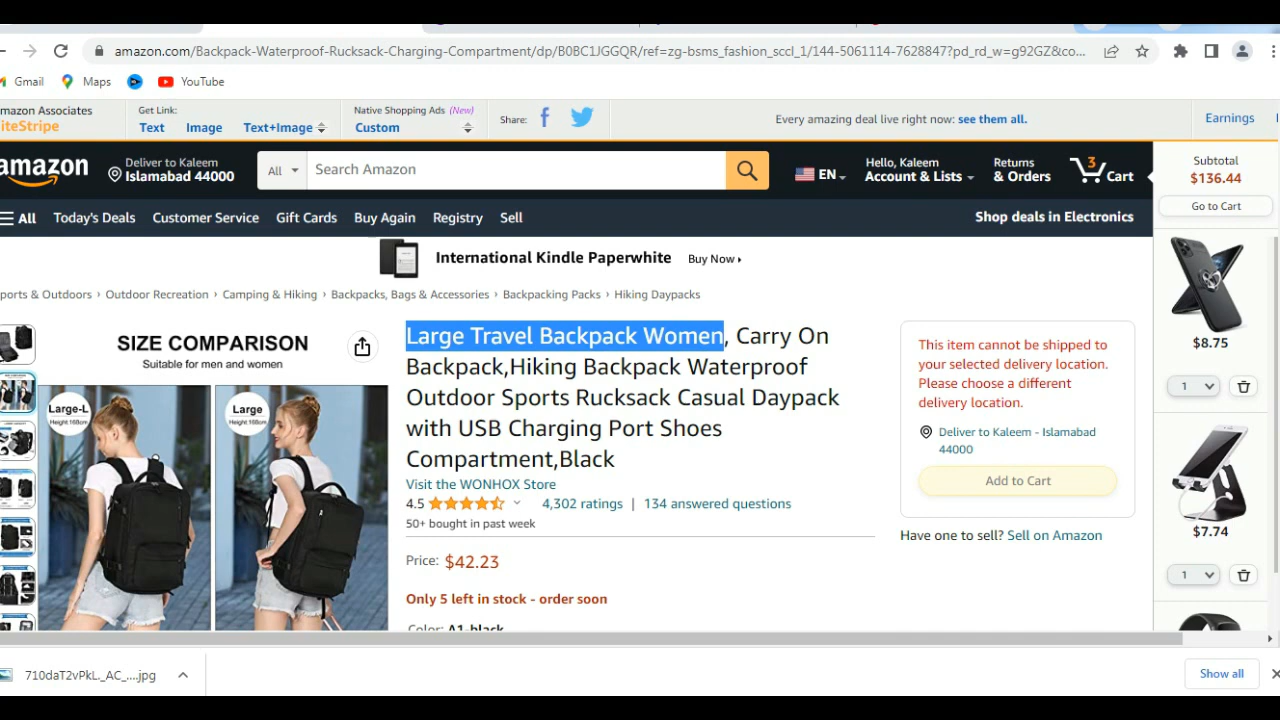 amazon.com/Backpack-Waterproof-Rucksack-Charging-Compartment/dp/B0BC1JGGQR/ref=zg-bsms_fashion_sccl_1/144-5061114-7628847?pd_rd_w=g92GZ&co...
Gmail Maps YouTube
mazon Associates
iteStripe
Get Link:
Text Image Text+Image
Native Shopping Ads (New)
Custom
Share:
Every amazing deal live right now: see them all.
Earnings
amazon
Deliver to Kaleem
Islamabad 44000
All Search Amazon
EN
Hello, Kaleem
Account & Lists
Returns
& Orders
3
Cart
Subtotal
$136.44
Go to Cart
All Today's Deals Customer Service Gift Cards Buy Again Registry Sell
Shop deals in Electronics
International Kindle Paperwhite Buy Now
ports & Outdoors › Outdoor Recreation › Camping & Hiking › Backpacks, Bags & Accessories › Backpacking Packs › Hiking Daypacks
SIZE COMPARISON
Suitable for men and women
Large-L
Height:168cm
Large
Height:168cm
Large Travel Backpack Women, Carry On
Backpack,Hiking Backpack Waterproof
Outdoor Sports Rucksack Casual Daypack
with USB Charging Port Shoes
Compartment,Black
Visit the WONHOX Store
4.5 4,302 ratings | 134 answered questions
50+ bought in past week
Price: $42.23
Only 5 left in stock - order soon
Color: A1-black
This item cannot be shipped to
your selected delivery location.
Please choose a different
delivery location.
Deliver to Kaleem - Islamabad
44000
Add to Cart
Have one to sell? Sell on Amazon
$8.75
1
$7.74
1
710daT2vPkL._AC_....jpg
Show all